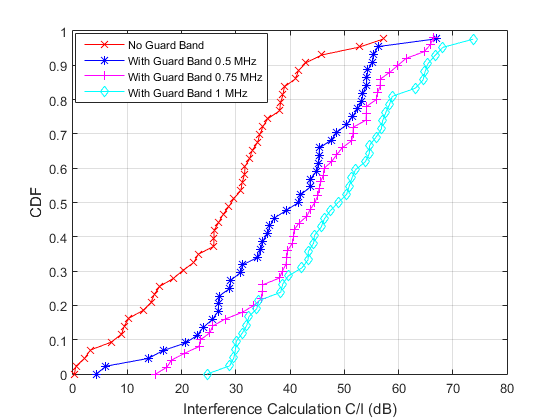 No Guard Band
With Guard Band 0.5 MHz
With Guard Band 0.75 MHz
With Guard Band 1 MHz
1
0.9
0.8
0.7
0.6
0.5
0.4
0.3
0.2
0.1
0
CDF
0 10 20 30 40 50 60 70 80
Interference Calculation C/I (dB)